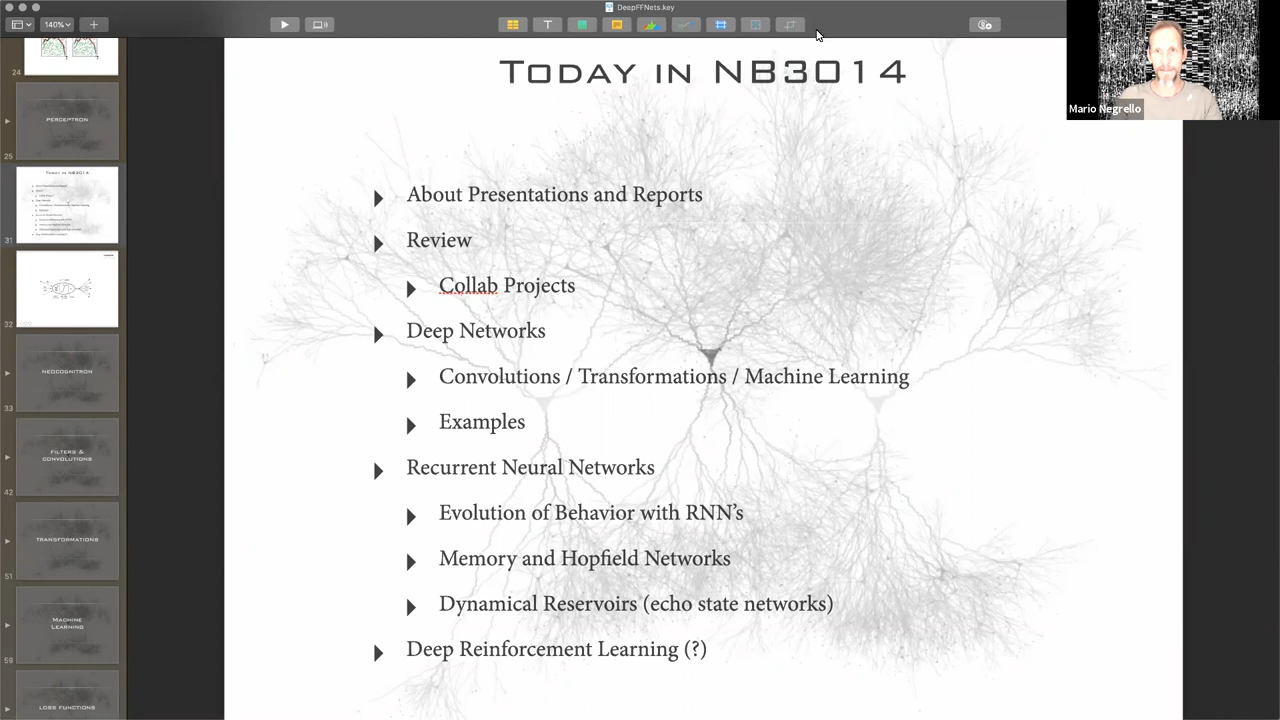 DeepFFNets.key
140%
Mario Negrello
24
PERCEPTRON
25
TODAY IN NB3014
31
32
NEOCOGNITRON
33
FILTERS &
CONVOLUTIONS
42
TRANSFORMATIONS
51
MACHINE
LEARNING
59
LOSS FUNCTIONS
TODAY IN NB3014
About Presentations and Reports
Review
Collab Projects
Deep Networks
Convolutions / Transformations / Machine Learning
Examples
Recurrent Neural Networks
Evolution of Behavior with RNN’s
Memory and Hopfield Networks
Dynamical Reservoirs (echo state networks)
Deep Reinforcement Learning (?)